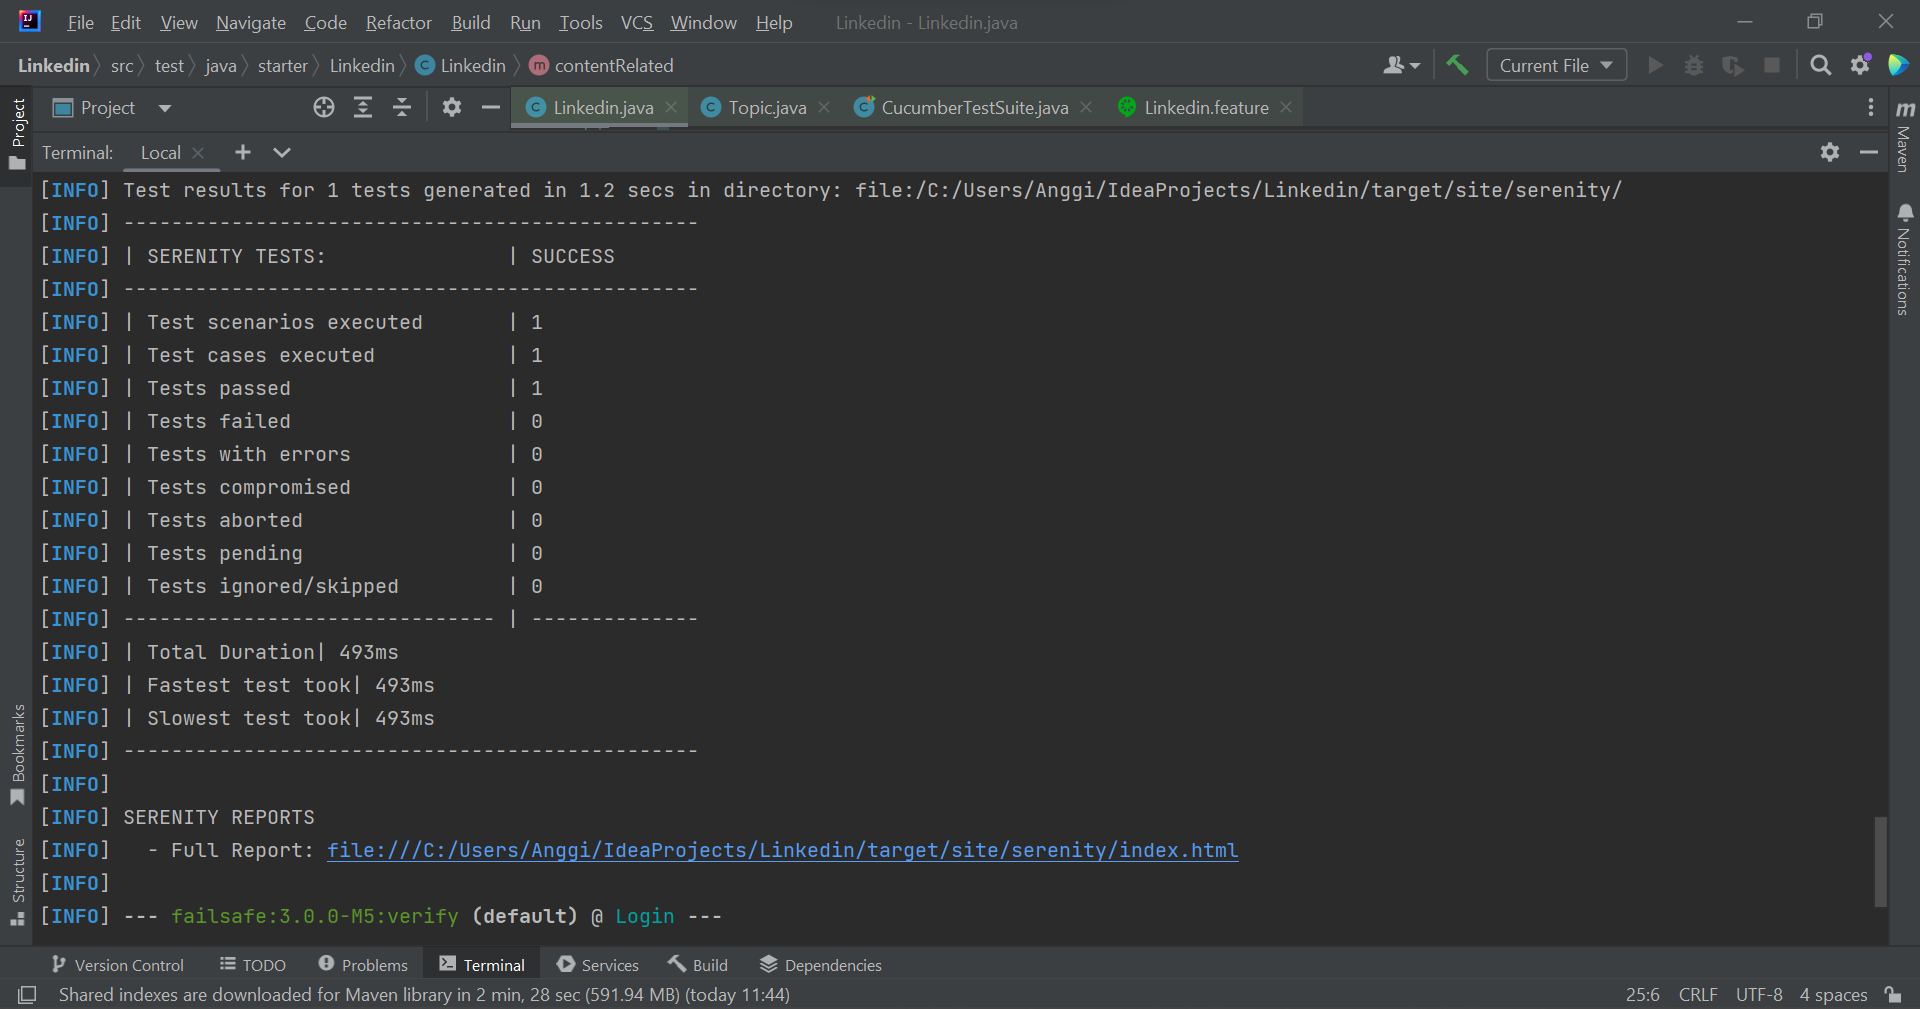 File Edit View Navigate Code Refactor Build Run Tools VCS Window Help Linkedin - Linkedin.java
Linkedin src test java starter Linkedin Linkedin contentRelated Current File
Project Linkedin.java Topic.java CucumberTestSuite.java Linkedin.feature
Terminal: Local
[INFO] Test results for 1 tests generated in 1.2 secs in directory: file:/C:/Users/Anggi/IdeaProjects/Linkedin/target/site/serenity/
[INFO] ------------------------------------------------
[INFO] | SERENITY TESTS: | SUCCESS
[INFO] ------------------------------------------------
[INFO] | Test scenarios executed | 1
[INFO] | Test cases executed | 1
[INFO] | Tests passed | 1
[INFO] | Tests failed | 0
[INFO] | Tests with errors | 0
[INFO] | Tests compromised | 0
[INFO] | Tests aborted | 0
[INFO] | Tests pending | 0
[INFO] | Tests ignored/skipped | 0
[INFO] ------------------------------- | --------------
[INFO] | Total Duration| 493ms
[INFO] | Fastest test took| 493ms
[INFO] | Slowest test took| 493ms
[INFO] ------------------------------------------------
[INFO]
[INFO] SERENITY REPORTS
[INFO] - Full Report: file:///C:/Users/Anggi/IdeaProjects/Linkedin/target/site/serenity/index.html
[INFO]
[INFO] --- failsafe:3.0.0-M5:verify (default) @ Login ---
Project
Bookmarks
Structure
Maven
Notifications
Version Control TODO Problems Terminal Services Build Dependencies
Shared indexes are downloaded for Maven library in 2 min, 28 sec (591.94 MB) (today 11:44) 25:6 CRLF UTF-8 4 spaces